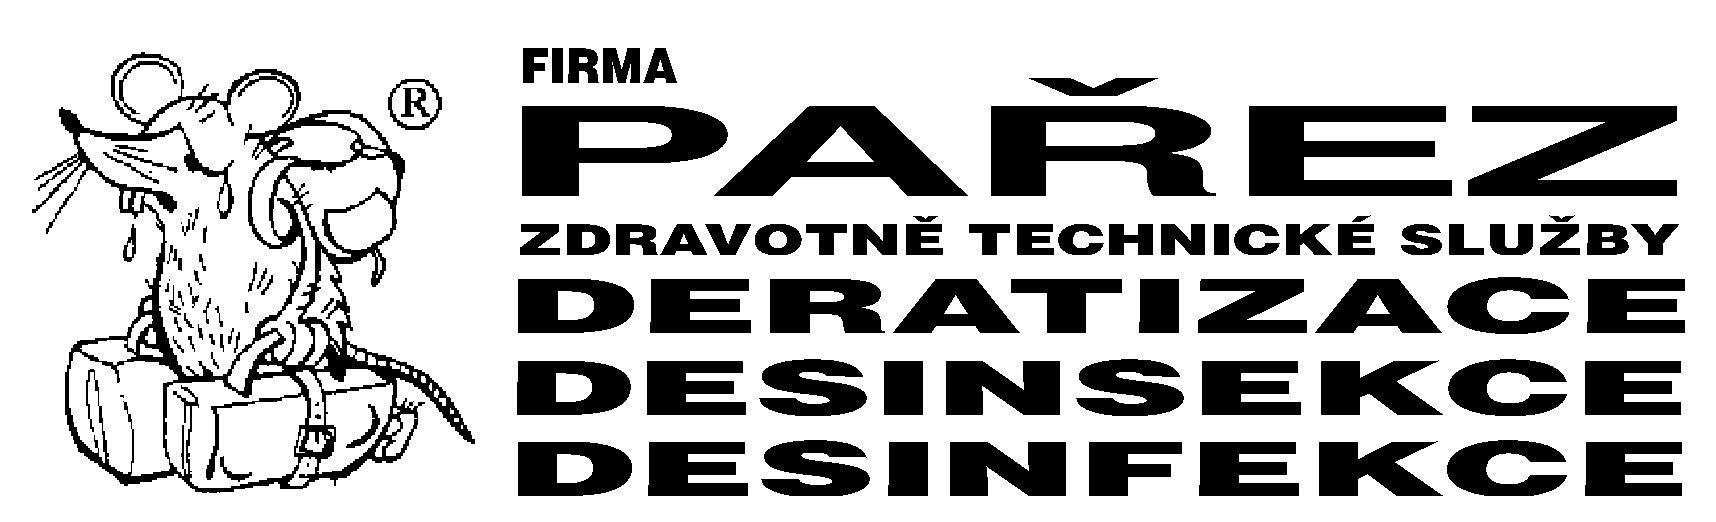 ®
FIRMA
PAŘEZ
ZDRAVOTNĚ TECHNICKÉ SLUŽBY
DERATIZACE
DESINSEKCE
DESINFEKCE